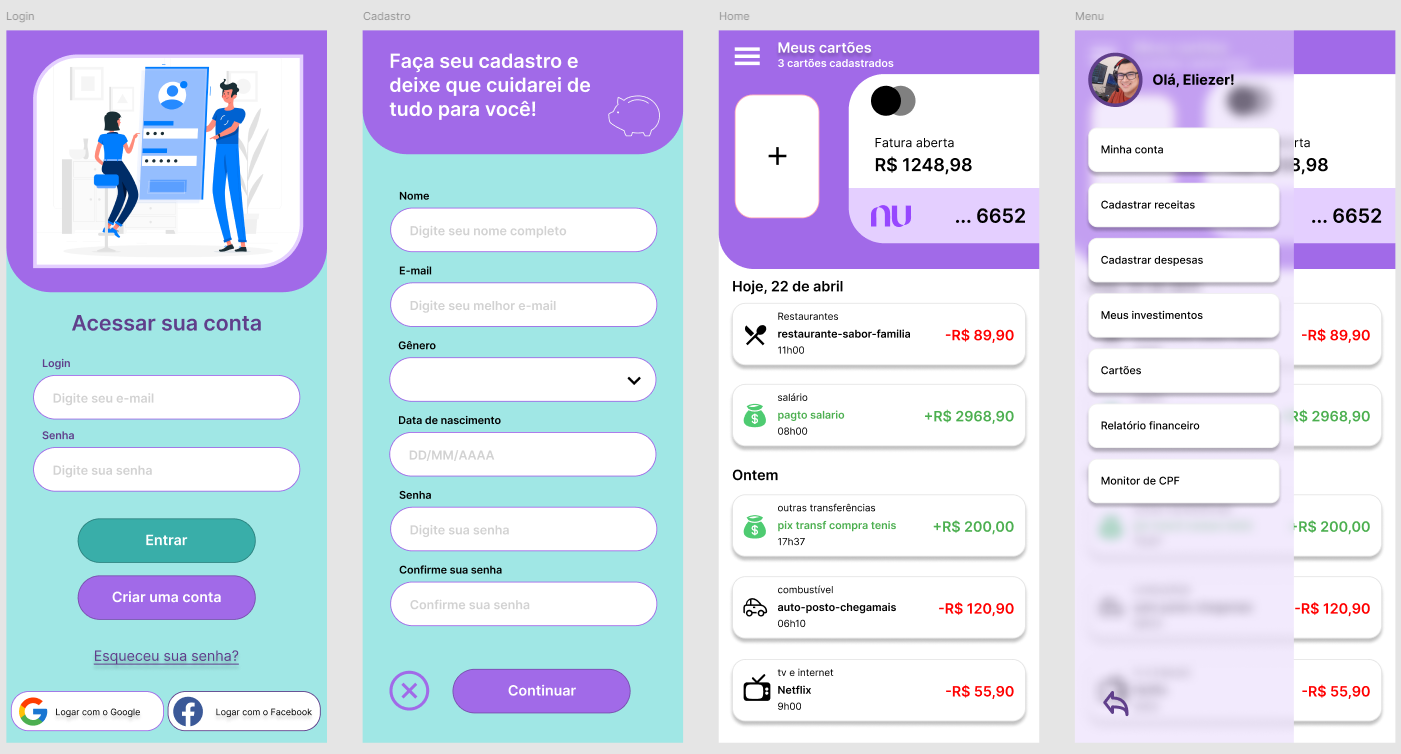 Login
Acessar sua conta
Login
Digite seu e-mail
Senha
Digite sua senha
Entrar
Criar uma conta
Esqueceu sua senha?
Logar com o Google
Logar com o Facebook
Cadastro
Faça seu cadastro e
deixe que cuidarei de
tudo para você!
Nome
Digite seu nome completo
E-mail
Digite seu melhor e-mail
Gênero
Data de nascimento
DD/MM/AAAA
Senha
Digite sua senha
Confirme sua senha
Confirme sua senha
Continuar
Home
Meus cartões
3 cartões cadastrados
+
Fatura aberta
R$ 1248,98
nu
... 6652
Hoje, 22 de abril
Restaurantes
restaurante-sabor-familia
11h00
-R$ 89,90
salário
pagto salario
08h00
+R$ 2968,90
Ontem
outras transferências
pix transf compra tenis
17h37
+R$ 200,00
combustível
auto-posto-chegamais
06h10
-R$ 120,90
tv e internet
Netflix
9h00
-R$ 55,90
Menu
Olá, Eliezer!
Minha conta
Cadastrar receitas
Cadastrar despesas
Meus investimentos
Cartões
Relatório financeiro
Monitor de CPF
rta
8,98
... 6652
-R$ 89,90
R$ 2968,90
+R$ 200,00
-R$ 120,90
-R$ 55,90